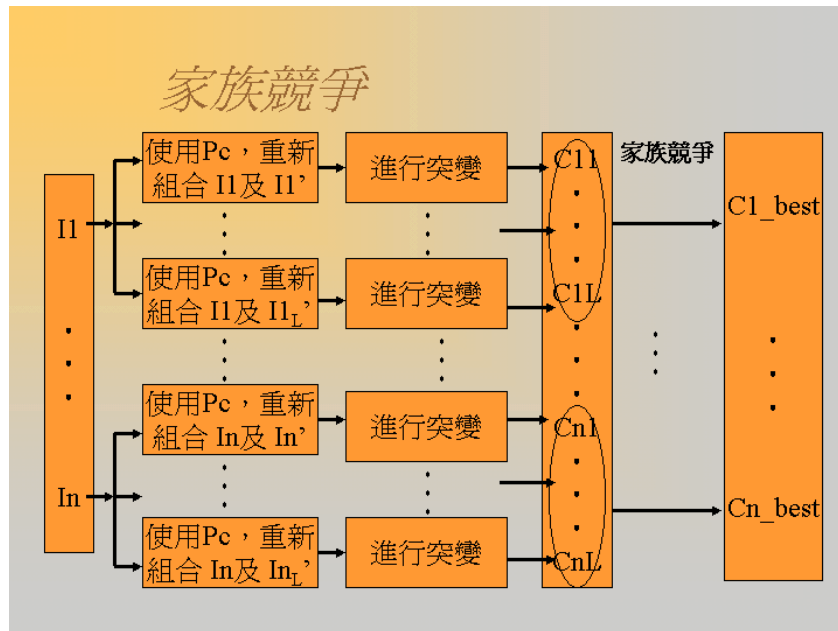 家族競爭
使用Pc，重新
組合 I1及 I1’
進行突變
C11
家族競爭
I1
C1_best
使用Pc，重新
組合 I1及 I1L’
進行突變
C1L
使用Pc，重新
組合 In及 In’
進行突變
Cn1
In
Cn_best
使用Pc，重新
組合 In及 InL’
進行突變
CnL